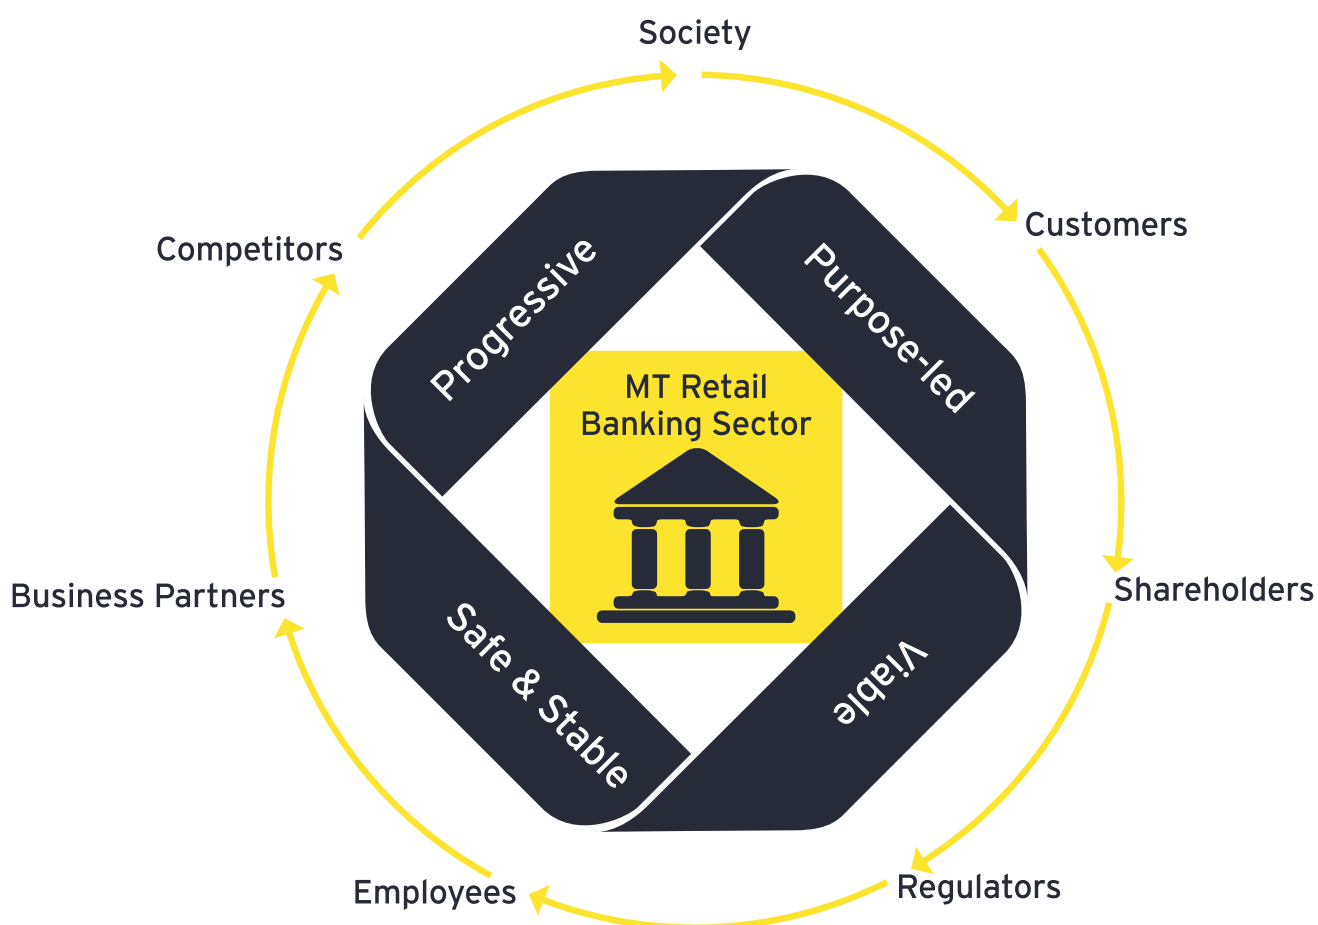 Society
Customers
Competitors
Progressive
Purpose-led
MT Retail
Banking Sector
Shareholders
Business Partners
Safe & Stable
Viable
Regulators
Employees